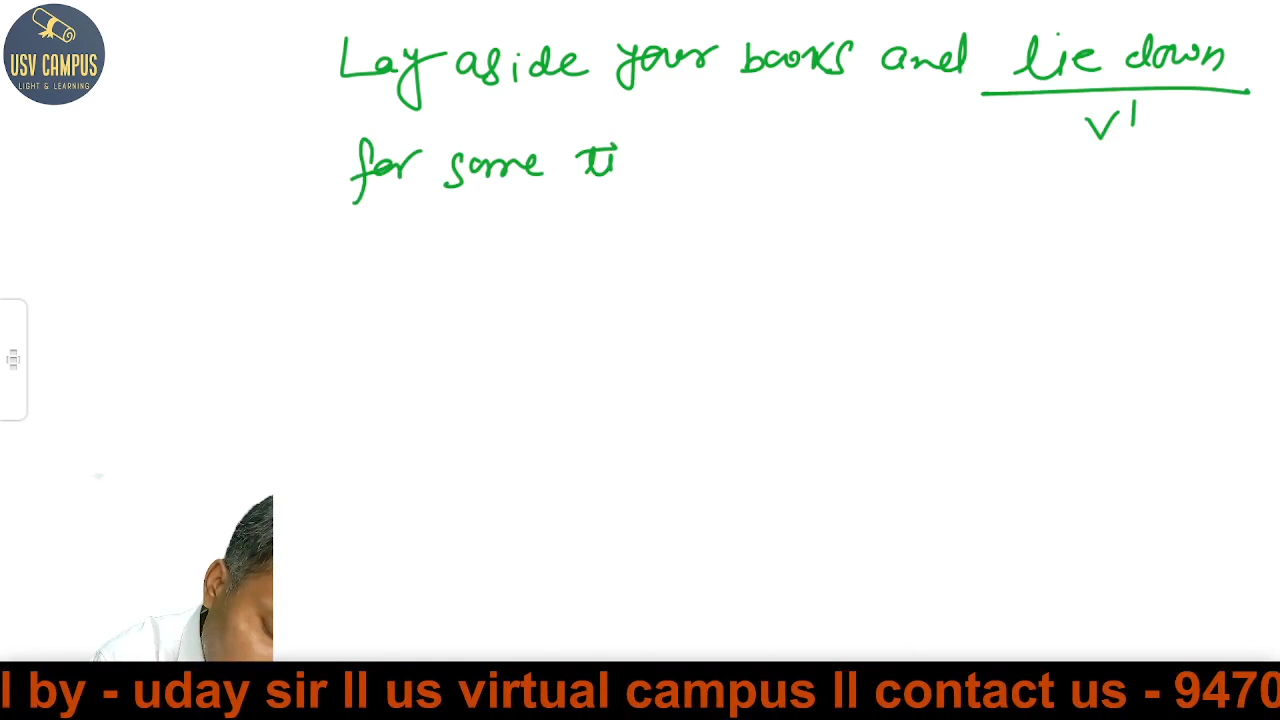 USV CAMPUS
LIGHT & LEARNING
Lay aside your books and lie down
V1
for some ti
l by - uday sir ll us virtual campus ll contact us - 9470